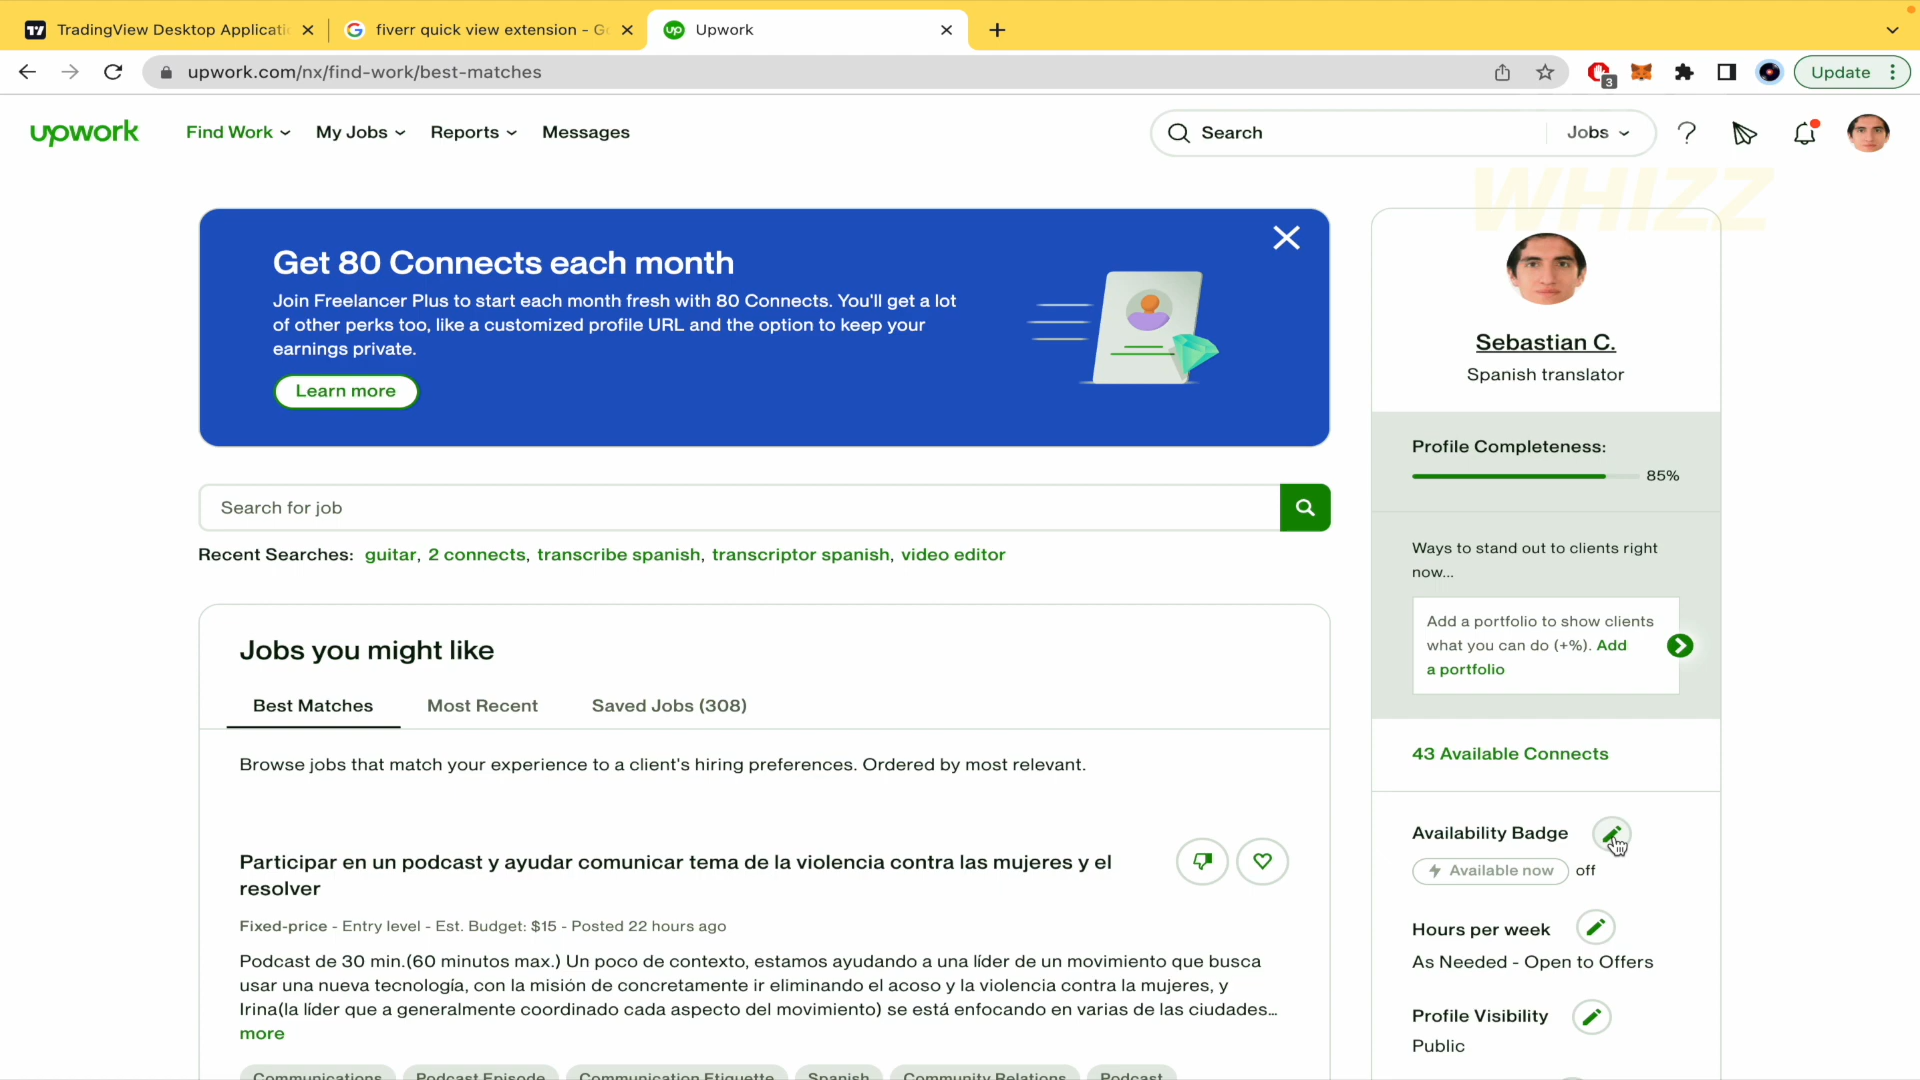 TradingView Desktop Applicati
fiverr quick view extension - Go
Upwork
upwork.com/nx/find-work/best-matches
3
Update
upwork
Find Work
My Jobs
Reports
Messages
Search
Jobs
WHIZZ
Get 80 Connects each month
Join Freelancer Plus to start each month fresh with 80 Connects. You'll get a lot
of other perks too, like a customized profile URL and the option to keep your
earnings private.
Learn more
Sebastian C.
Spanish translator
Profile Completeness:
85%
Ways to stand out to clients right
now...
Add a portfolio to show clients
what you can do (+%). Add
a portfolio
43 Available Connects
Availability Badge
Available now off
Hours per week
As Needed - Open to Offers
Profile Visibility
Public
Search for job
Recent Searches: guitar, 2 connects, transcribe spanish, transcriptor spanish, video editor
Jobs you might like
Best Matches
Most Recent
Saved Jobs (308)
Browse jobs that match your experience to a client's hiring preferences. Ordered by most relevant.
Participar en un podcast y ayudar comunicar tema de la violencia contra las mujeres y el
resolver
Fixed-price - Entry level - Est. Budget: $15 - Posted 22 hours ago
Podcast de 30 min.(60 minutos max.) Un poco de contexto, estamos ayudando a una líder de un movimiento que busca
usar una nueva tecnología, con la misión de concretamente ir eliminando el acoso y la violencia contra la mujeres, y
Irina(la líder que a generalmente coordinado cada aspecto del movimiento) se está enfocando en varias de las ciudades...
more
Communications
Podcast Episode
Communication Etiquette
Spanish
Community Relations
Podcast